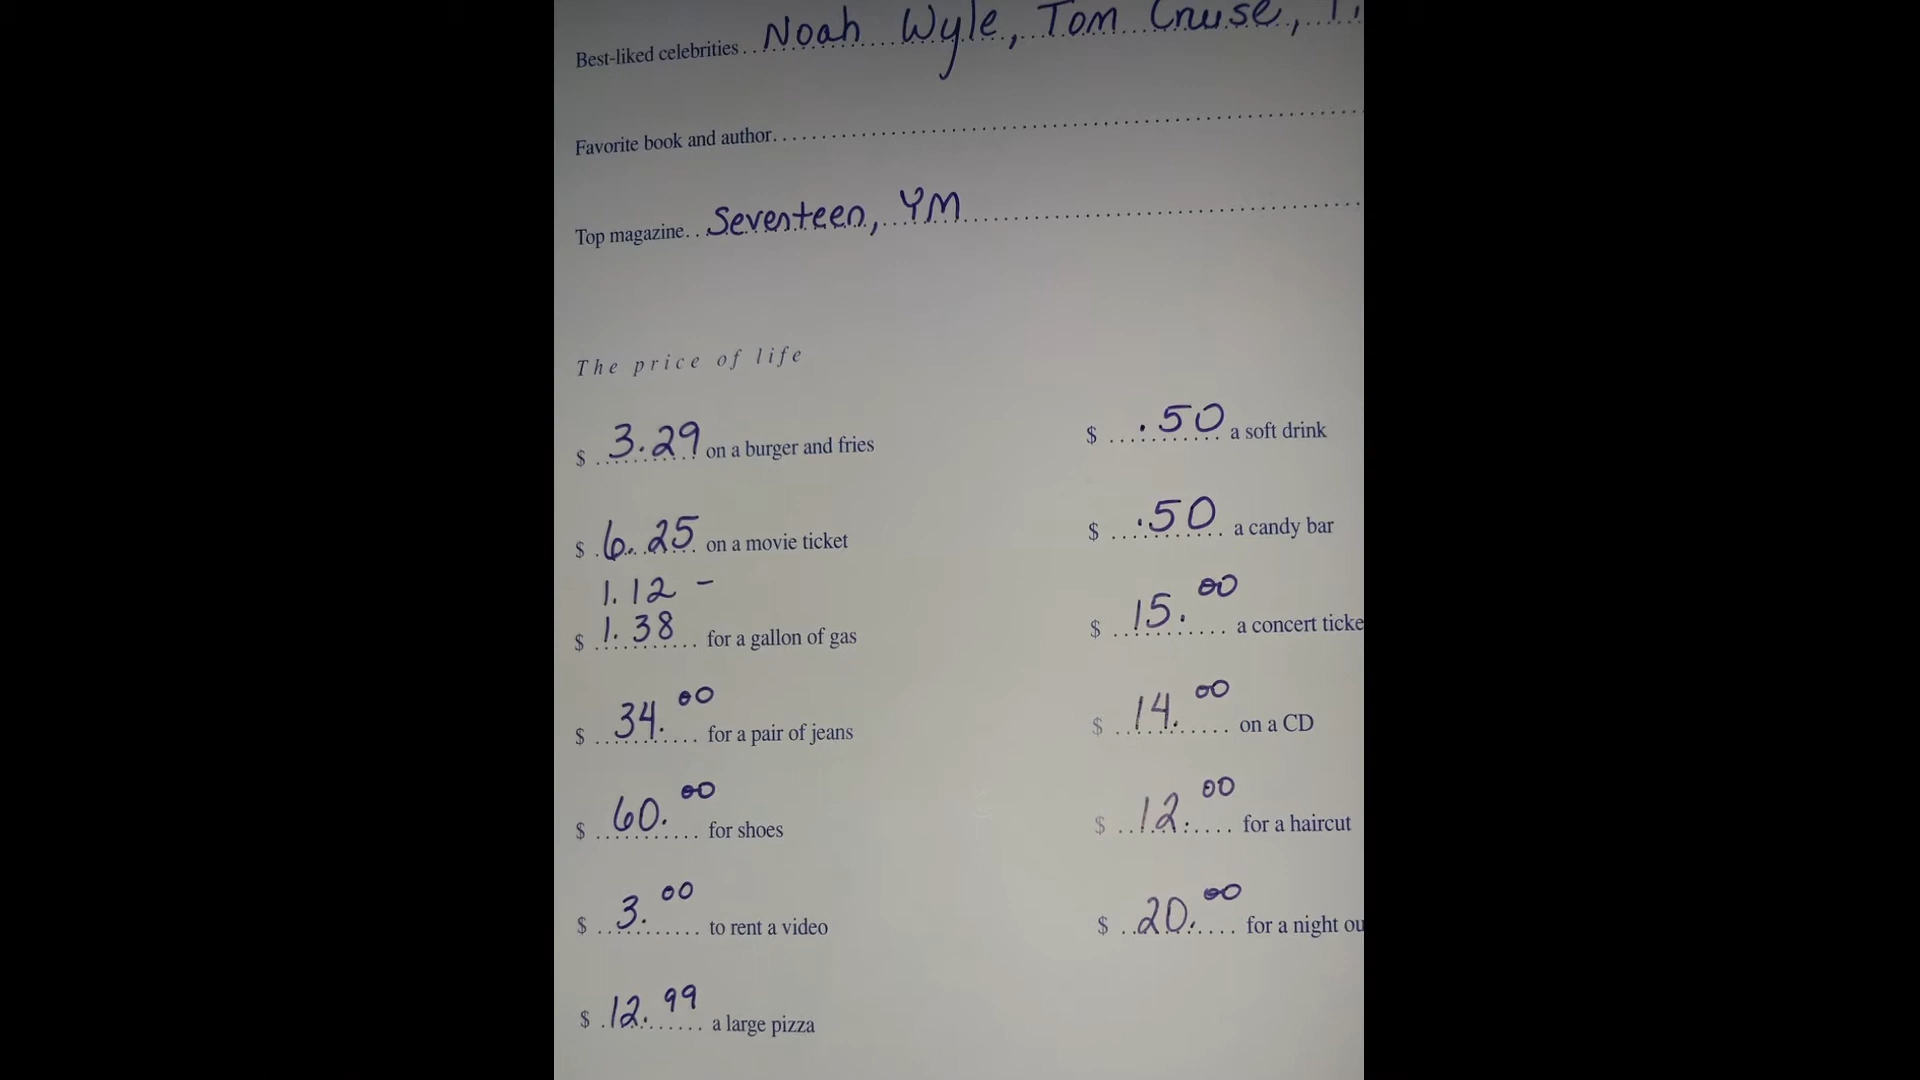 Best-liked celebrities.. Noah Wyle, Tom Cruise,
Favorite book and author
Top magazine.. Seventeen, YM
The price of life
$ 3.29 on a burger and fries
$ .50 a soft drink
$ 6.25 on a movie ticket
$ .50 a candy bar
1.12 -
$ 1.38 for a gallon of gas
$ 15.00 a concert ticke
$ 34.00 for a pair of jeans
$ 14.00 on a CD
$ 60.00 for shoes
$ 12.00 for a haircut
$ 3.00 to rent a video
$ 20.00 for a night ou
$ 12.99 a large pizza